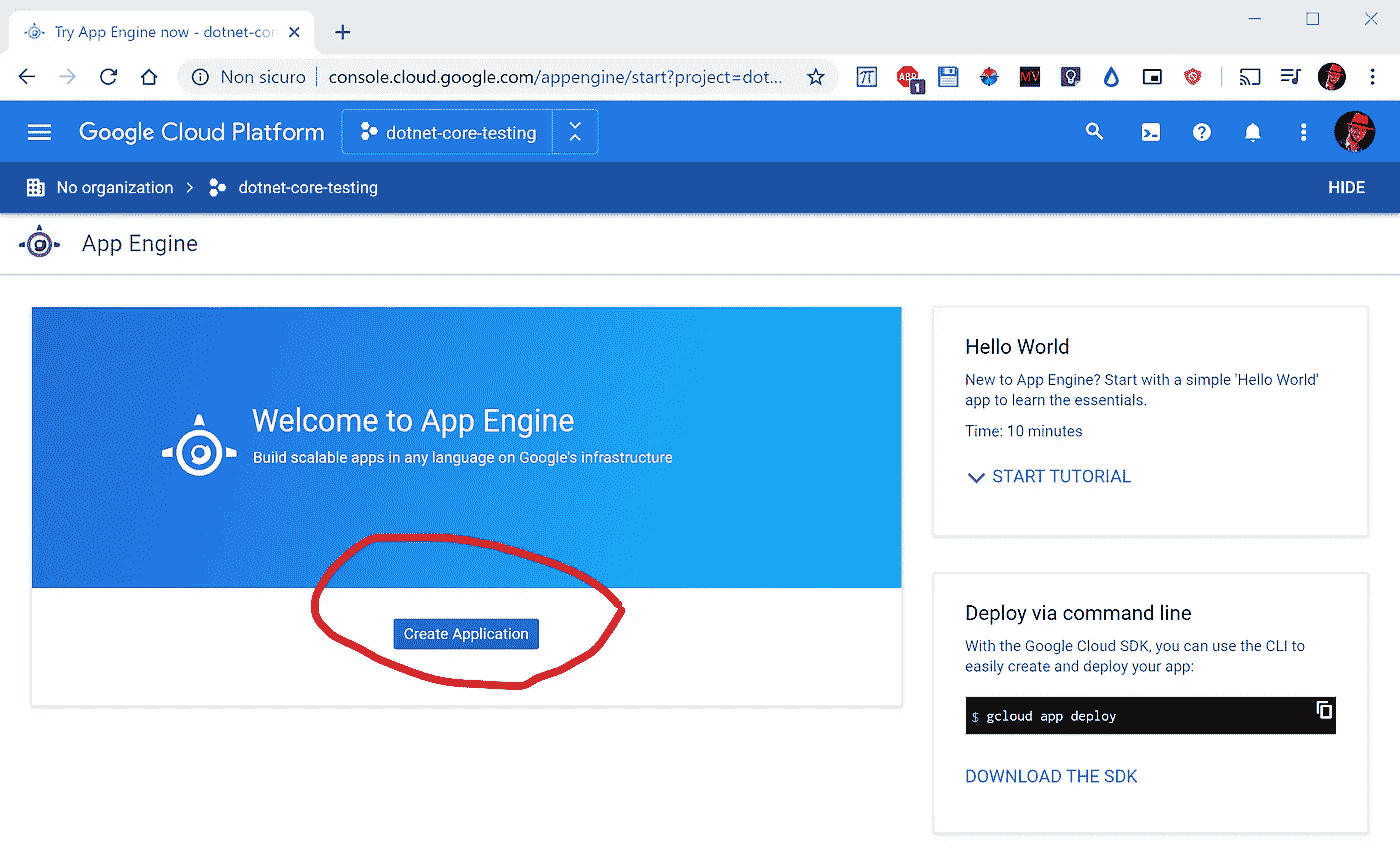 Try App Engine now - dotnet-cor
Non sicuro
console.cloud.google.com/appengine/start?project=dot...
ABP
1
MV
Google Cloud Platform
dotnet-core-testing
No organization
dotnet-core-testing
HIDE
App Engine
Welcome to App Engine
Build scalable apps in any language on Google's infrastructure
Create Application
Hello World
New to App Engine? Start with a simple 'Hello World'
app to learn the essentials.
Time: 10 minutes
START TUTORIAL
Deploy via command line
With the Google Cloud SDK, you can use the CLI to
easily create and deploy your app:
$ gcloud app deploy
DOWNLOAD THE SDK